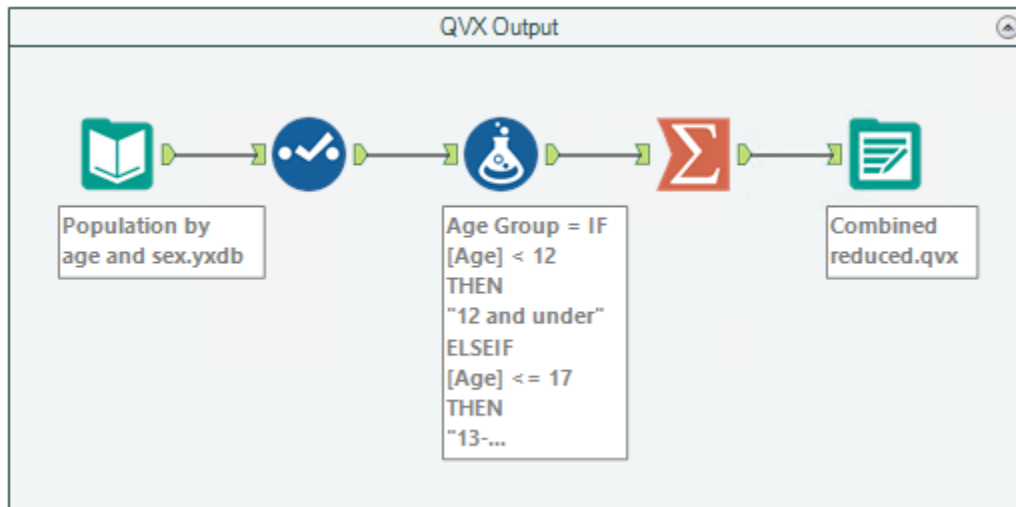 QVX Output
Population by
age and sex.yxdb
Age Group = IF
[Age] < 12
THEN
"12 and under"
ELSEIF
[Age] <= 17
THEN
"13-...
Combined
reduced.qvx